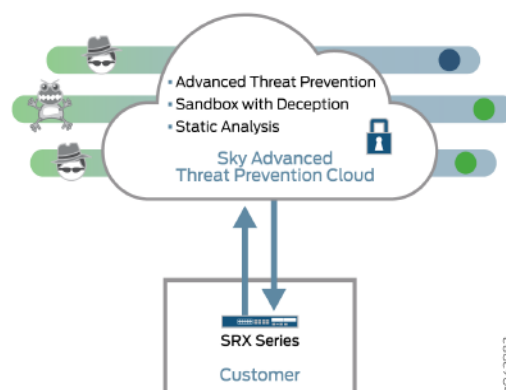 ▪ Advanced Threat Prevention
▪ Sandbox with Deception
▪ Static Analysis
Sky Advanced
Threat Prevention Cloud
SRX Series
Customer